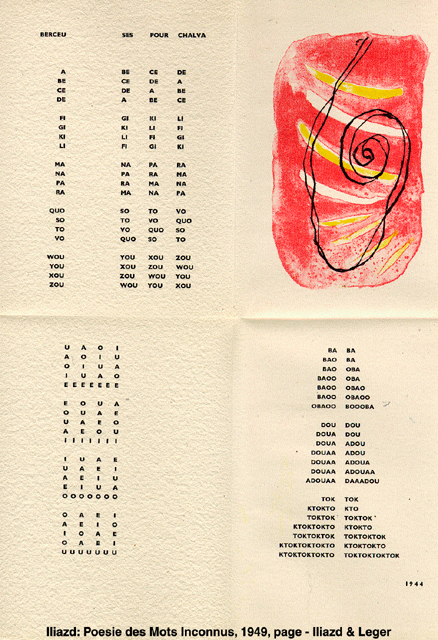 BERCEU SES POUR CHALVA
A BE CE DE
BE CE DE A
CE DE A BE
DE A BE CE
FI GI KI LI
GI KI LI FI
KI LI FI GI
LI FI GI KI
MA NA PA RA
NA PA RA MA
PA RA MA NA
RA MA NA PA
QUO SO TO VO
SO TO VO QUO
TO VO QUO SO
VO QUO SO TO
WOU YOU XOU ZOU
YOU XOU ZOU WOU
XOU ZOU WOU YOU
ZOU WOU YOU XOU
U A O I
A O I U
O I U A
I U A O
E E E E E E E
E O U A
O U A E
U A E O
A E O U
I I I I I I I
I U A E
U A E I
A E I U
E I U A
O O O O O O O
O A E I
A E I O
I O A E
O A E I
U U U U U U U
BA BA
BAO BA
BAO OBA
BAOO OBA
BAOO OBAO
BAOO OBAOO
OBAOO BOOOBA
DOU DOU
DOUA DOU
DOUA ADOU
DOUAA ADOU
DOUAA ADOUA
DOUAA ADOUAA
ADOUAA DAAADOU
TOK TOK
KTOKTO KTO
TOKTOK TOKTOK
KTOKTOKTO KTOKTO
TOKTOKTOK TOKTOKTOK
KTOKTOKTOKTO KTOKTOKTO
KTOKTOKTOKTO TOKTOKTOKTOK
1944
Iliazd: Poesie des Mots Inconnus, 1949, page - Iliazd & Leger